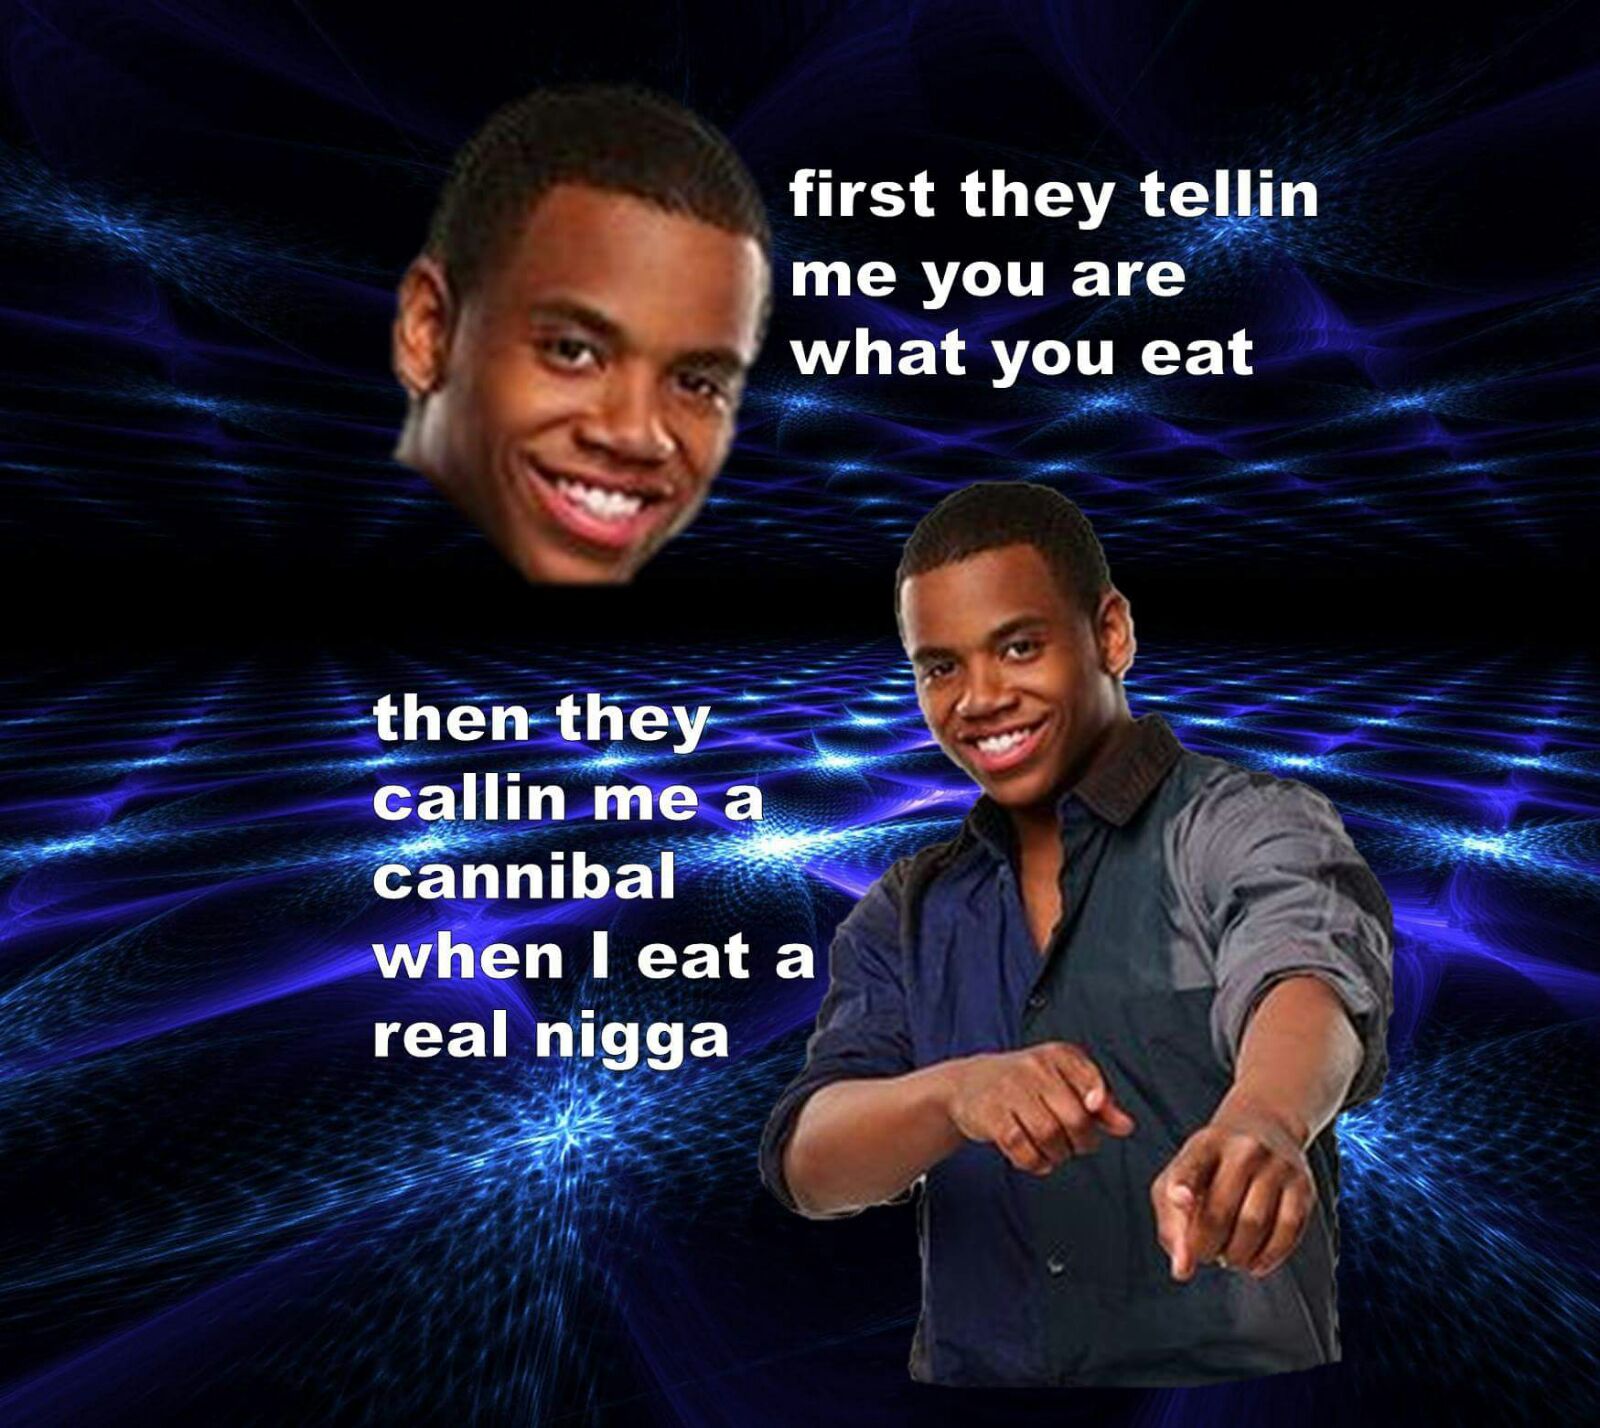 first they tellin
me you are
what you eat
then they
callin me a
cannibal
when I eat a
real nigga